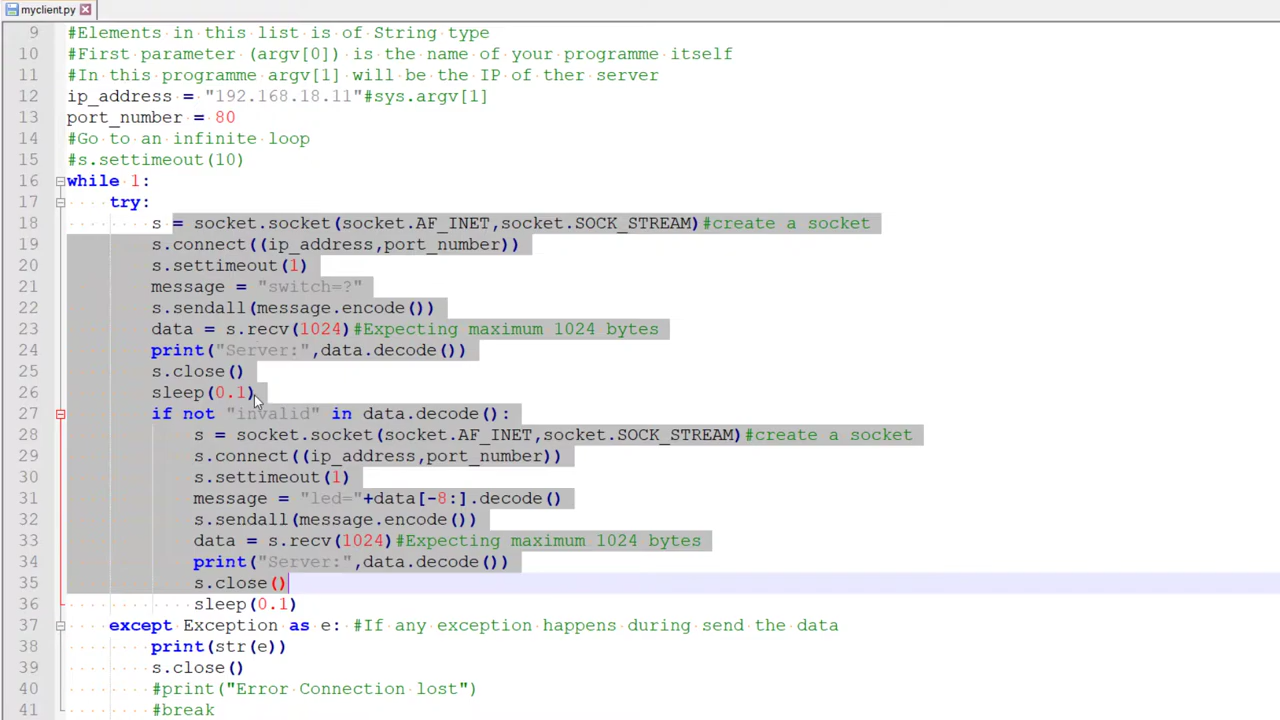 myclient.py
9 #Elements in this list is of String type
10 #First parameter (argv[0]) is the name of your programme itself
11 #In this programme argv[1] will be the IP of ther server
12 ip_address = "192.168.18.11"#sys.argv[1]
13 port_number = 80
14 #Go to an infinite loop
15 #s.settimeout(10)
16 while 1:
17 try:
18 s = socket.socket(socket.AF_INET,socket.SOCK_STREAM)#create a socket
19 s.connect((ip_address,port_number))
20 s.settimeout(1)
21 message = "switch=?"
22 s.sendall(message.encode())
23 data = s.recv(1024)#Expecting maximum 1024 bytes
24 print("Server:",data.decode())
25 s.close()
26 sleep(0.1)
27 if not "invalid" in data.decode():
28 s = socket.socket(socket.AF_INET,socket.SOCK_STREAM)#create a socket
29 s.connect((ip_address,port_number))
30 s.settimeout(1)
31 message = "led="+data[-8:].decode()
32 s.sendall(message.encode())
33 data = s.recv(1024)#Expecting maximum 1024 bytes
34 print("Server:",data.decode())
35 s.close()
36 sleep(0.1)
37 except Exception as e: #If any exception happens during send the data
38 print(str(e))
39 s.close()
40 #print("Error Connection lost")
41 #break